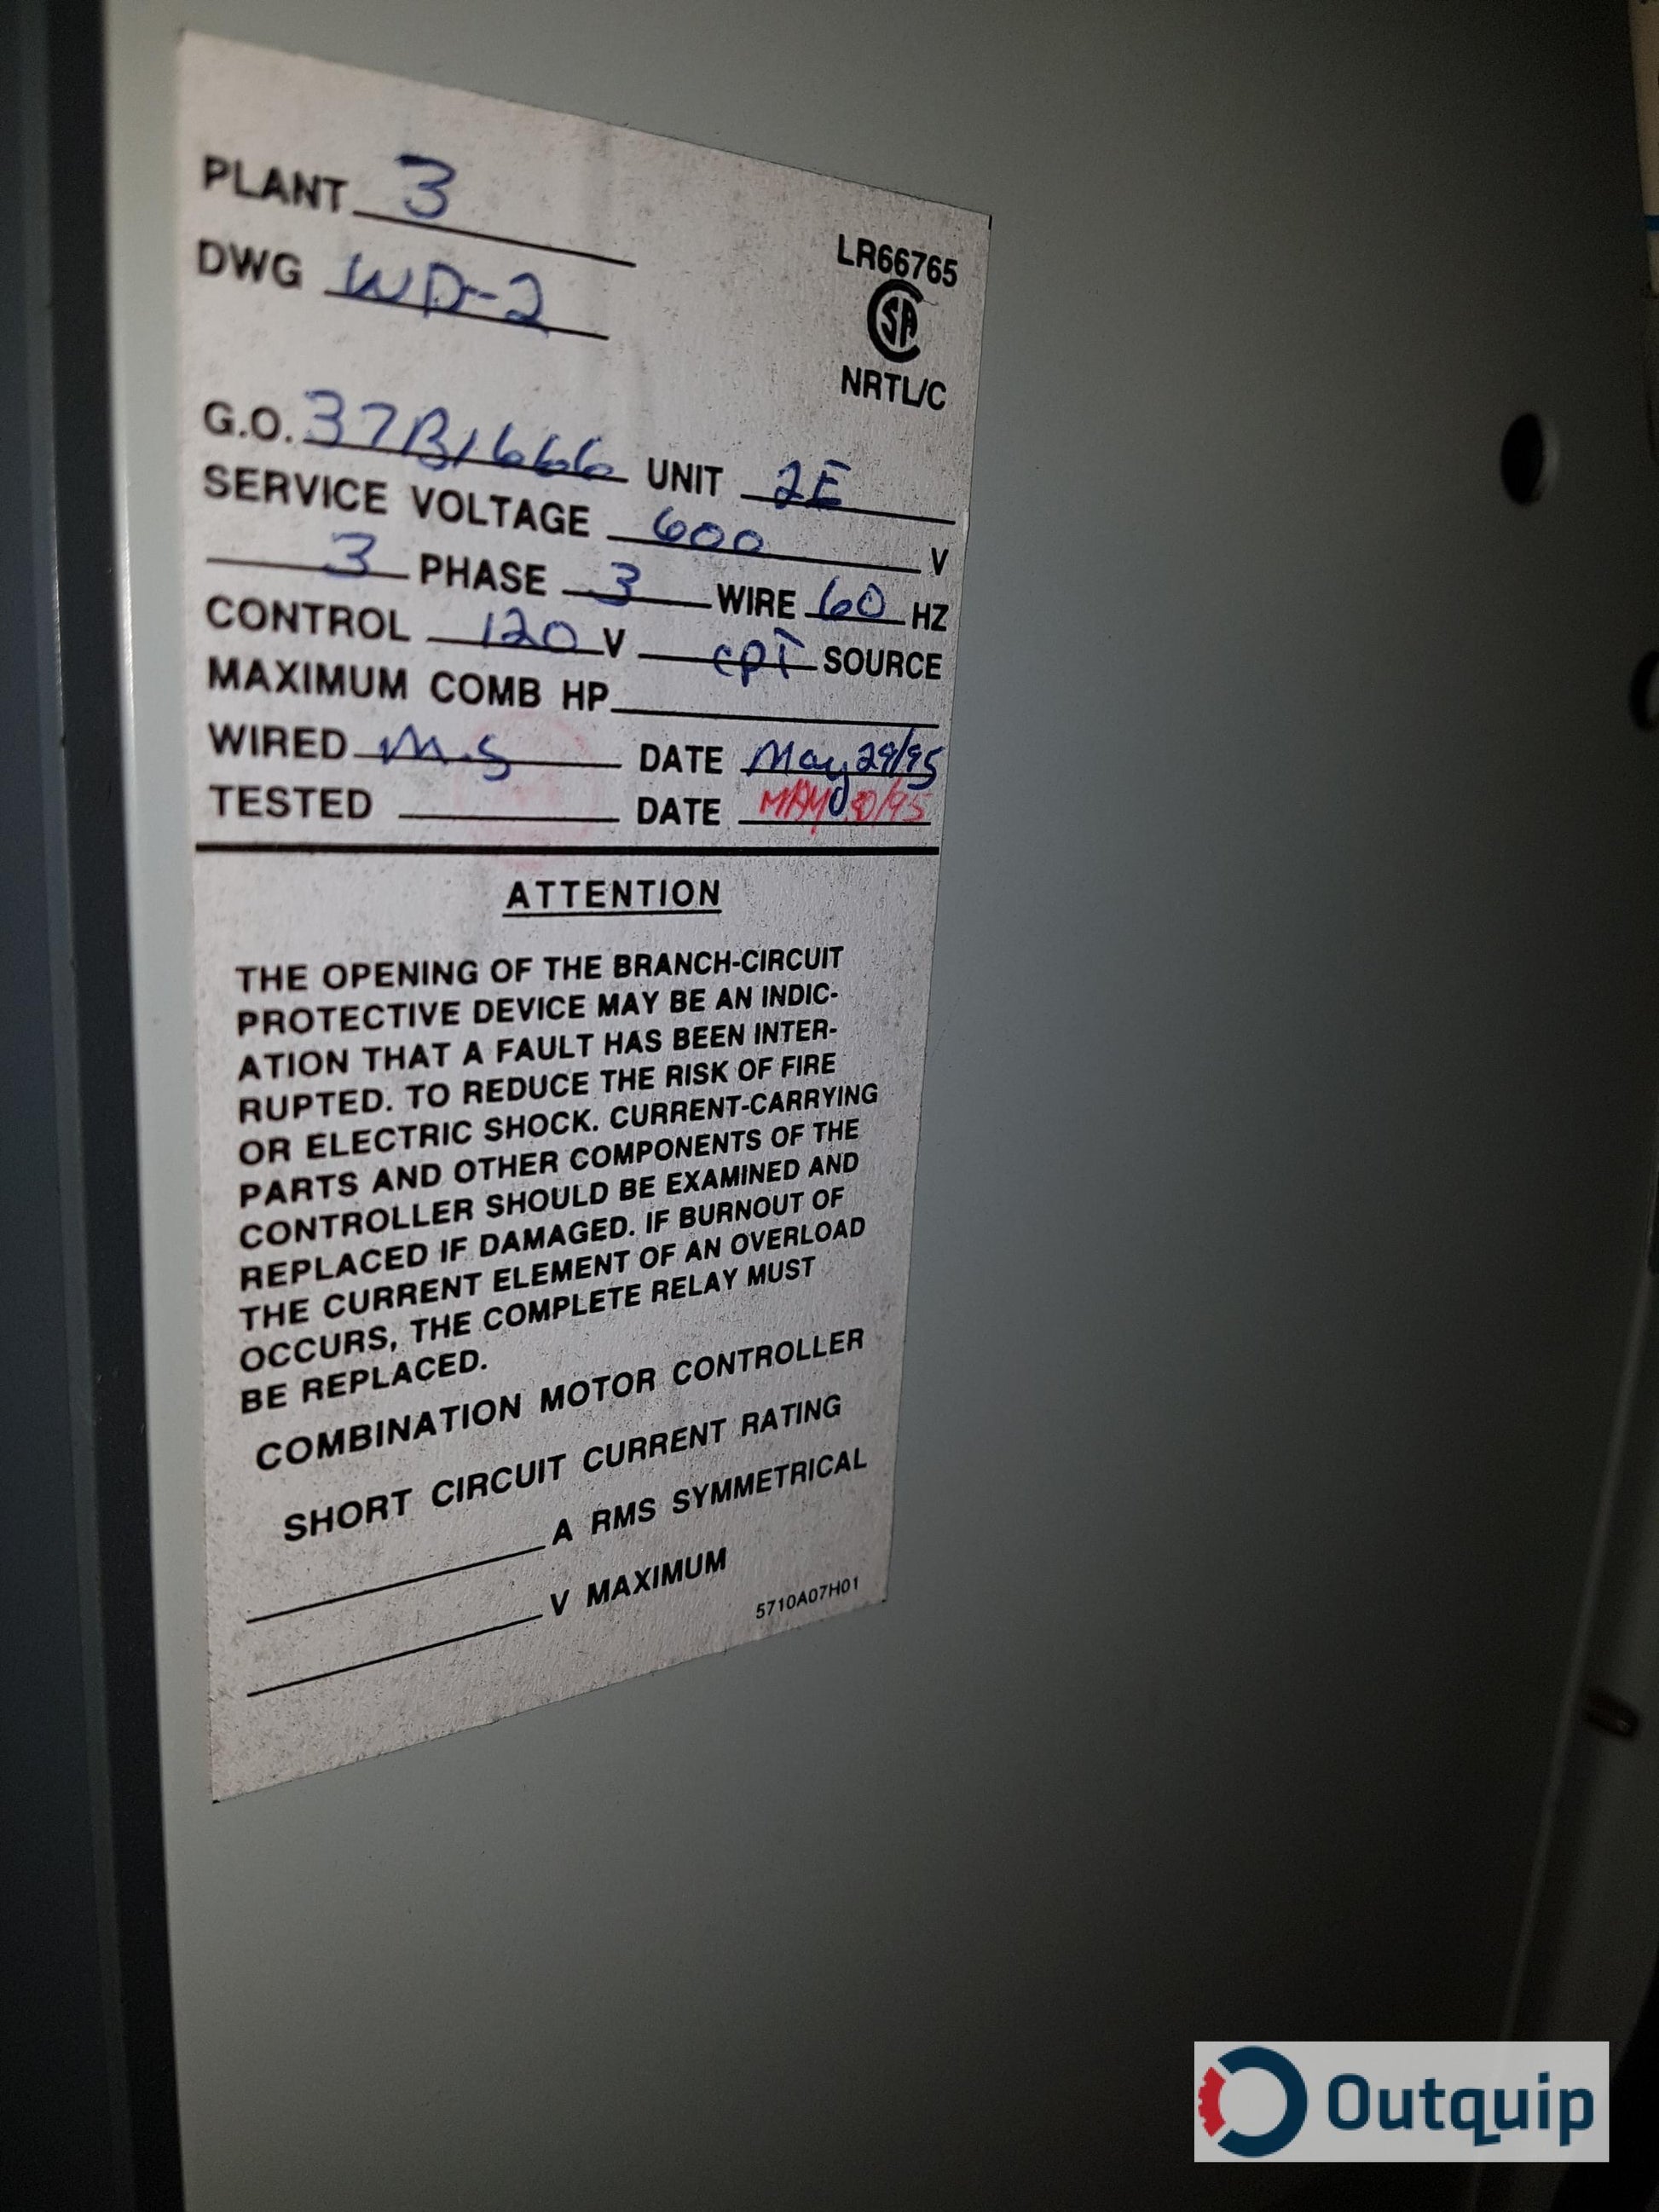 PLANT 3
DWG WD-2
LR66765
CSA
NRTL/C
G.O. 37B1666 UNIT 2E
SERVICE VOLTAGE 600 V
3 PHASE 3 WIRE 60 HZ
CONTROL 120 V CPT SOURCE
MAXIMUM COMB HP
WIRED M.S DATE May 29/95
TESTED DATE MAY /95
ATTENTION
THE OPENING OF THE BRANCH-CIRCUIT
PROTECTIVE DEVICE MAY BE AN INDIC-
ATION THAT A FAULT HAS BEEN INTER-
RUPTED. TO REDUCE THE RISK OF FIRE
OR ELECTRIC SHOCK. CURRENT-CARRYING
PARTS AND OTHER COMPONENTS OF THE
CONTROLLER SHOULD BE EXAMINED AND
REPLACED IF DAMAGED. IF BURNOUT OF
THE CURRENT ELEMENT OF AN OVERLOAD
OCCURS, THE COMPLETE RELAY MUST
BE REPLACED.
COMBINATION MOTOR CONTROLLER
SHORT CIRCUIT CURRENT RATING
A RMS SYMMETRICAL
V MAXIMUM
5710A07H01
Outquip